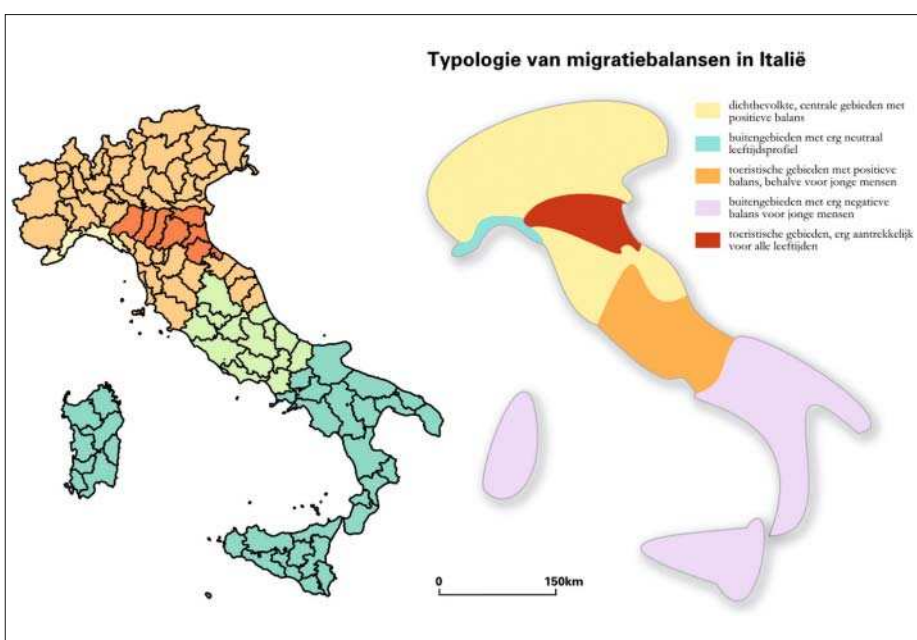 Typologie van migratiebalansen in Italië
dichtbevolkte, centrale gebieden met
positieve balans
buitengebieden met erg neutraal
leeftijdsprofiel
toeristische gebieden met positieve
balans, behalve voor jonge mensen
buitengebieden met erg negatieve
balans voor jonge mensen
toeristische gebieden, erg aantrekkelijk
voor alle leeftijden
0 150km